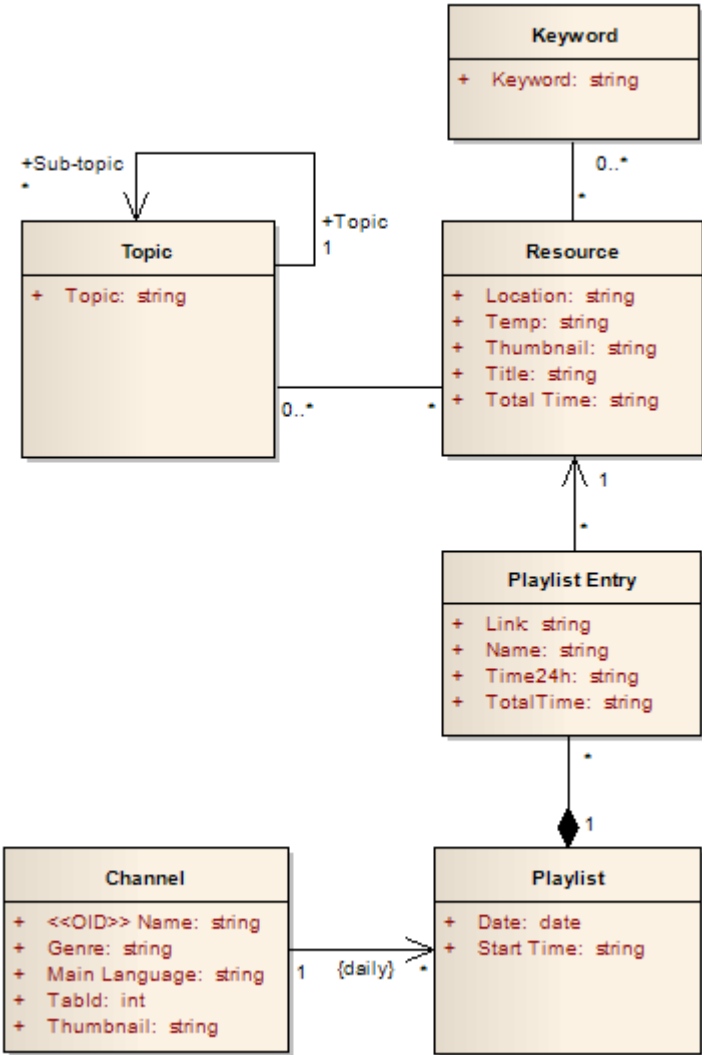 Keyword
+ Keyword: string
0..*
*
+Sub-topic
*
+Topic
1
Topic
+ Topic: string
0..*
*
Resource
+ Location: string
+ Temp: string
+ Thumbnail: string
+ Title: string
+ Total Time: string
1
*
Playlist Entry
+ Link: string
+ Name: string
+ Time24h: string
+ TotalTime: string
*
1
Channel
+ <<OID>> Name: string
+ Genre: string
+ Main Language: string
+ TabId: int
+ Thumbnail: string
1
{daily}
*
Playlist
+ Date: date
+ Start Time: string